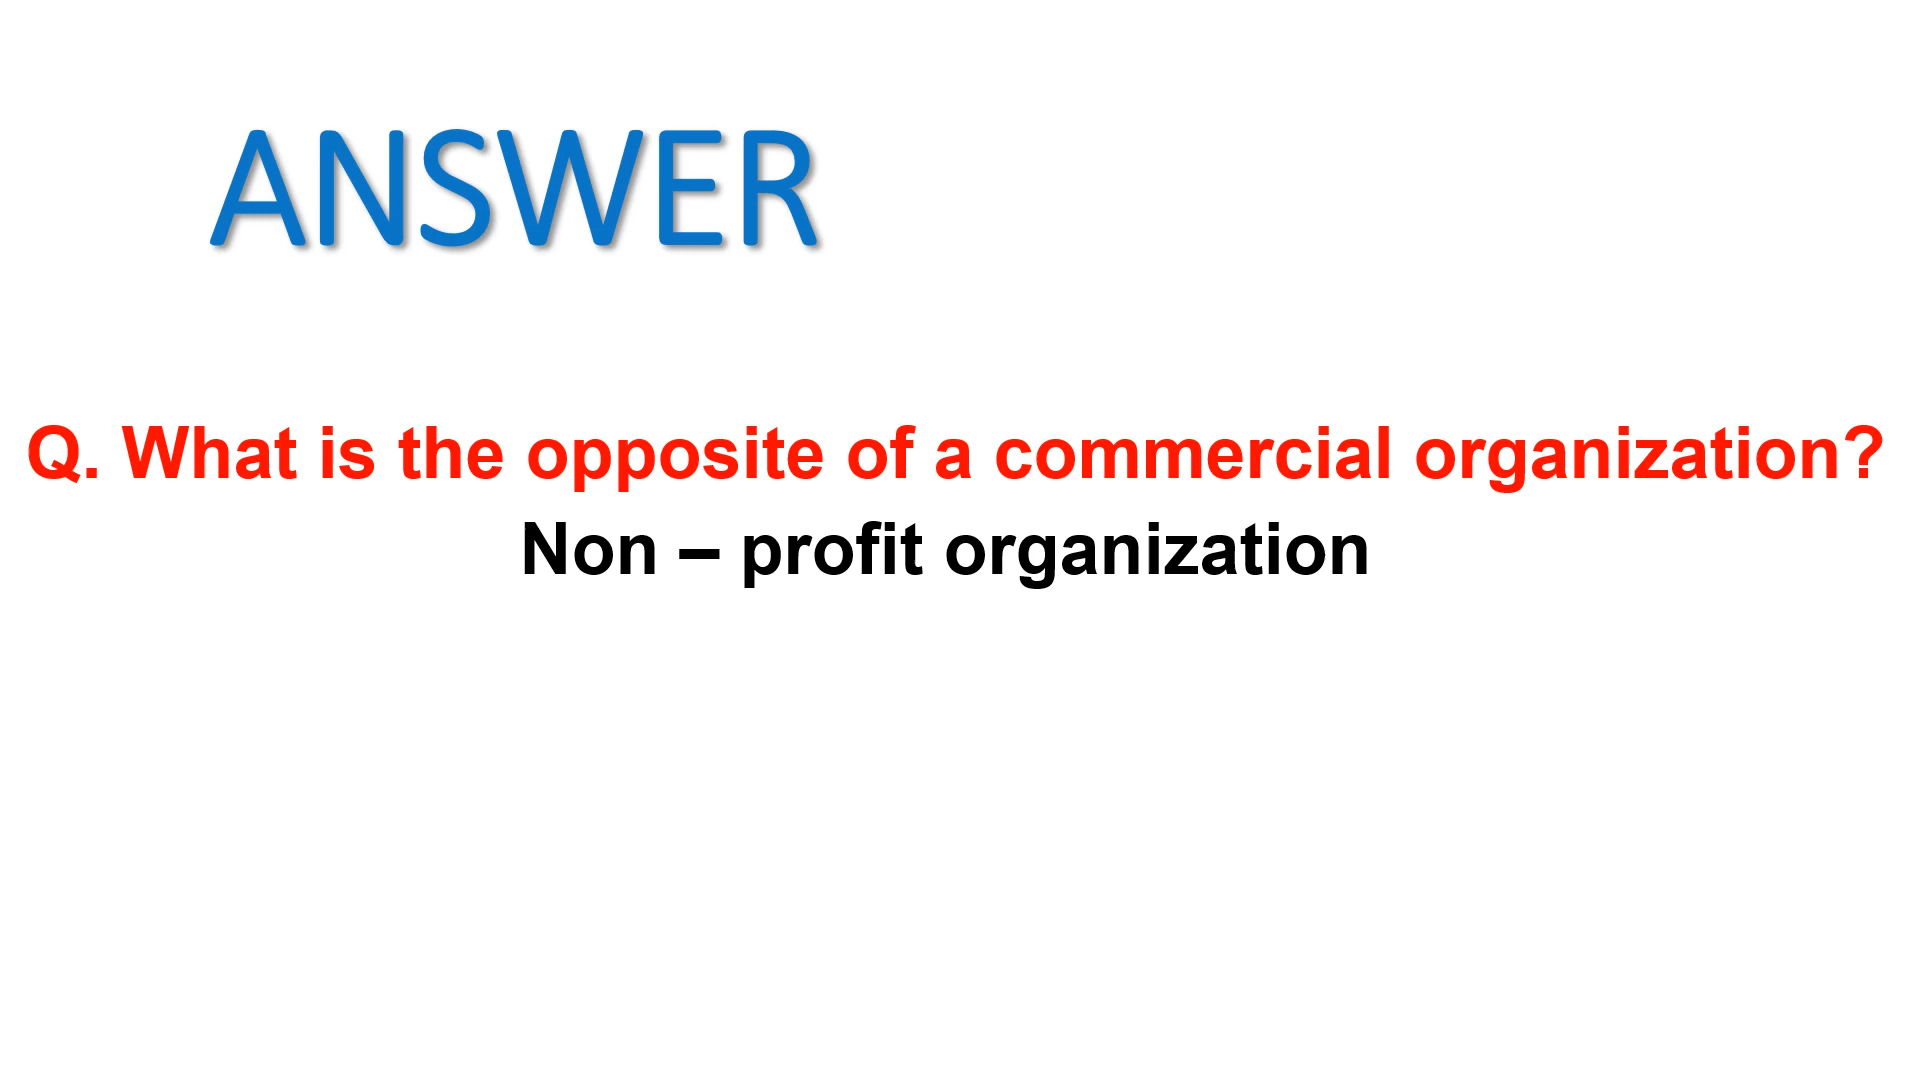 ANSWER
Q. What is the opposite of a commercial organization?
Non – profit organization